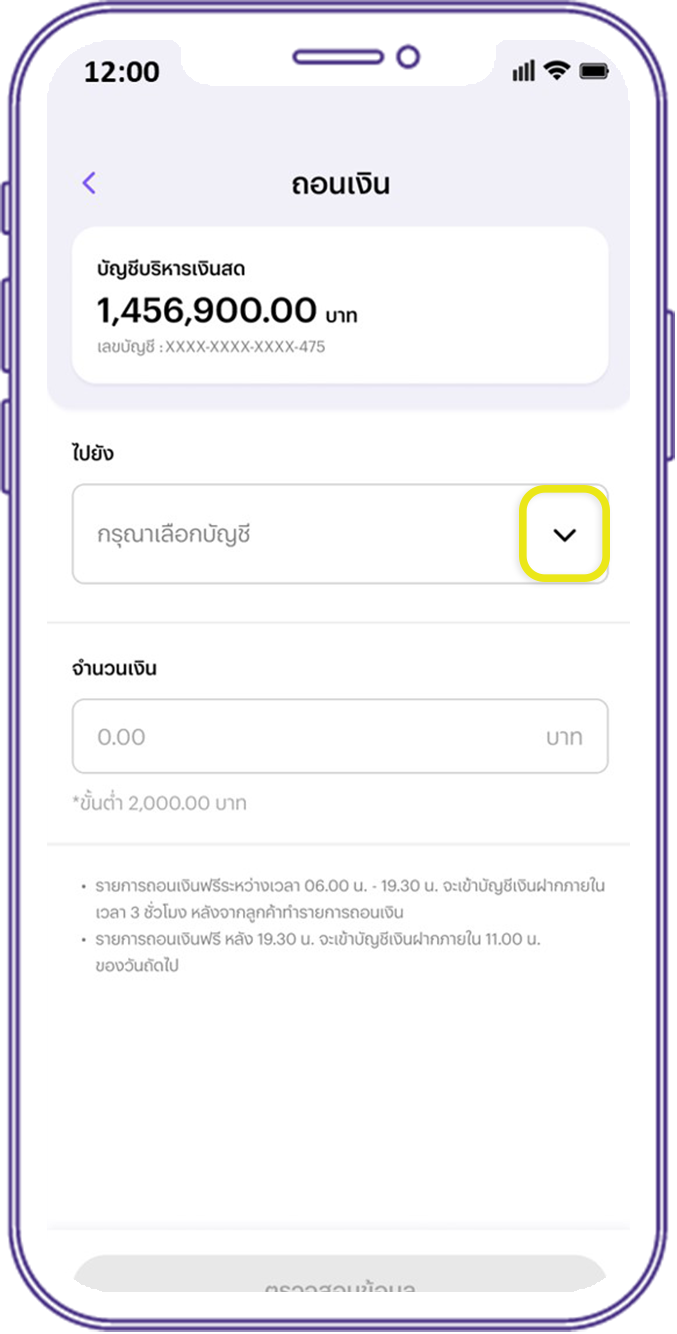 12:00
ถอนเงิน
บัญชีบริหารเงินสด
1,456,900.00 บาท
เลขบัญชี : XXXX-XXXX-XXXX-475
ไปยัง
กรุณาเลือกบัญชี
จำนวนเงิน
0.00 บาท
*ขั้นต่ำ 2,000.00 บาท
• รายการถอนเงินฟรีระหว่างเวลา 06.00 น. - 19.30 น. จะเข้าบัญชีเงินฝากภายใน
เวลา 3 ชั่วโมง หลังจากลูกค้าทำรายการถอนเงิน
• รายการถอนเงินฟรี หลัง 19.30 น. จะเข้าบัญชีเงินฝากภายใน 11.00 น.
ของวันถัดไป
ตรวจสอบข้อมูล